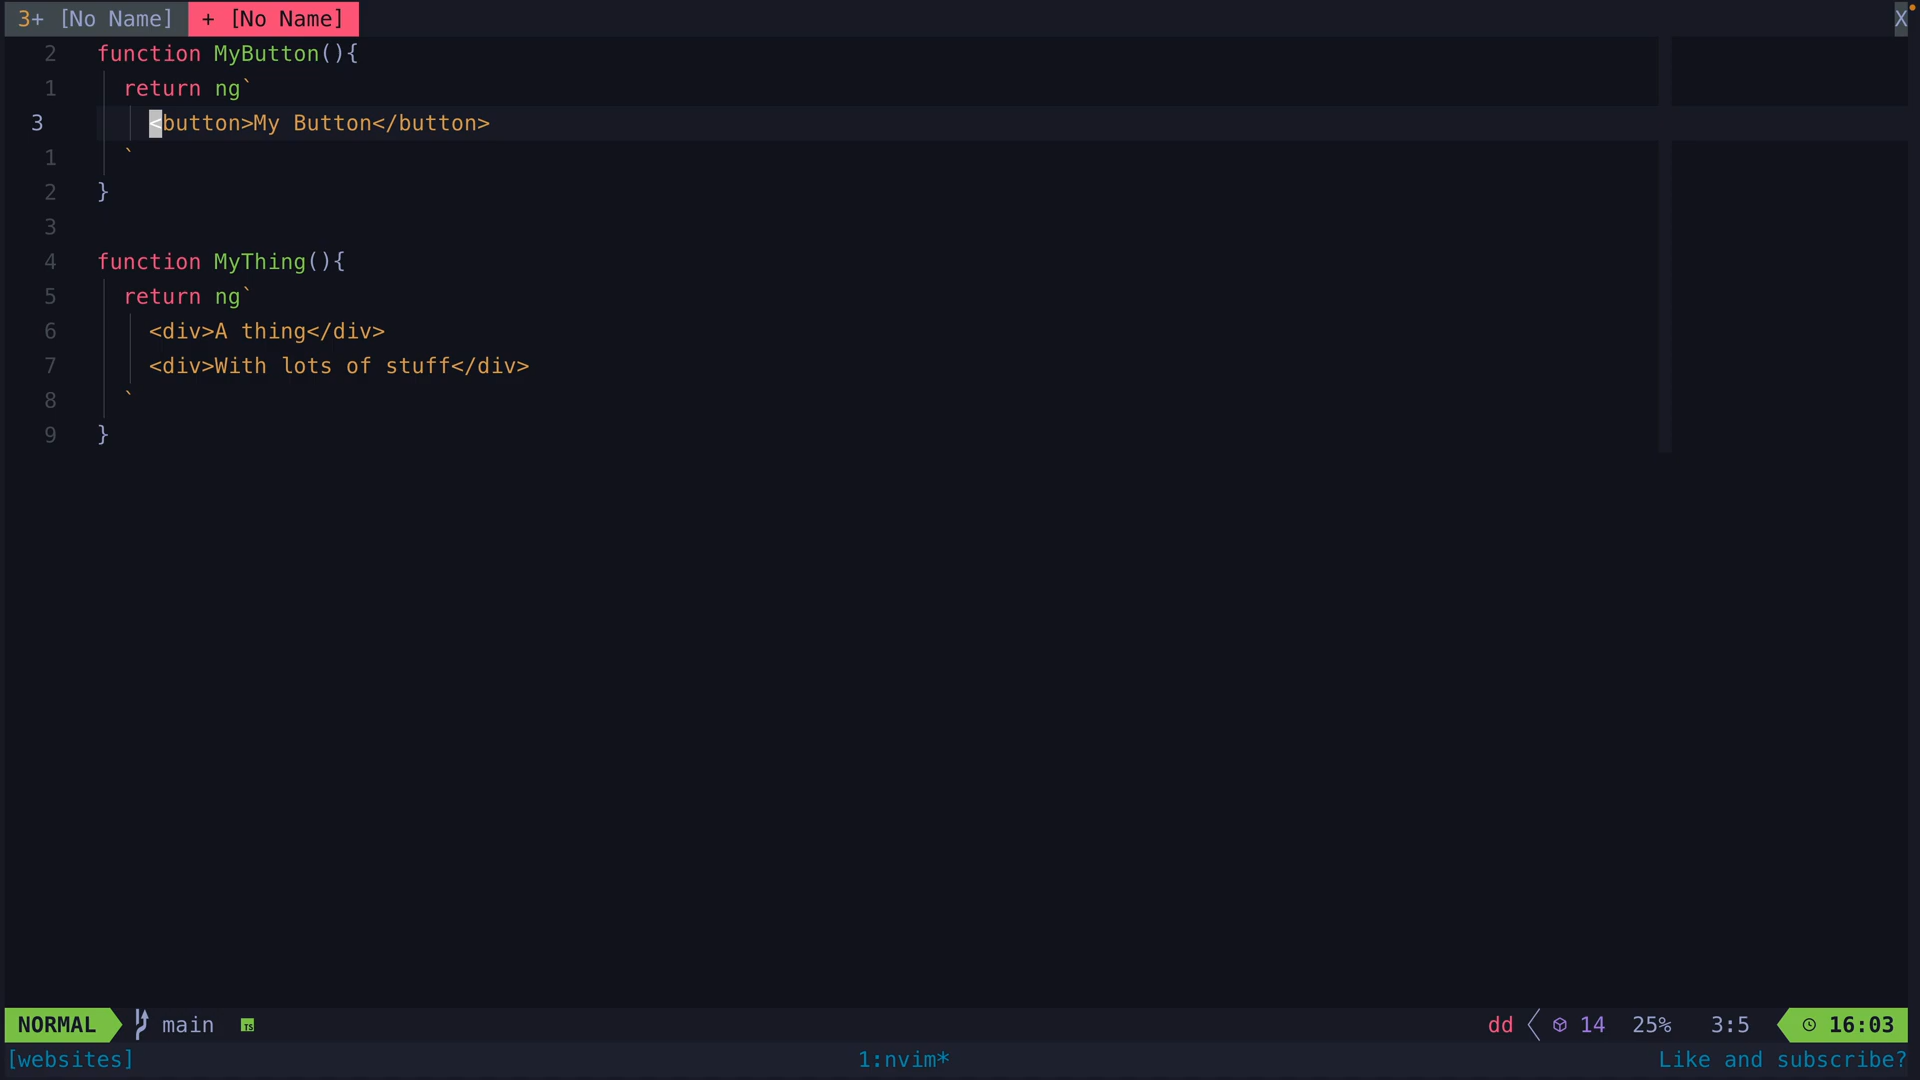 3+ [No Name] + [No Name] X
2 function MyButton(){
1 return ng`
3 <button>My Button</button>
1 `
2 }
3
4 function MyThing(){
5 return ng`
6 <div>A thing</div>
7 <div>With lots of stuff</div>
8 `
9 }
NORMAL main TS dd 14 25% 3:5 16:03
[websites] 1:nvim* Like and subscribe?